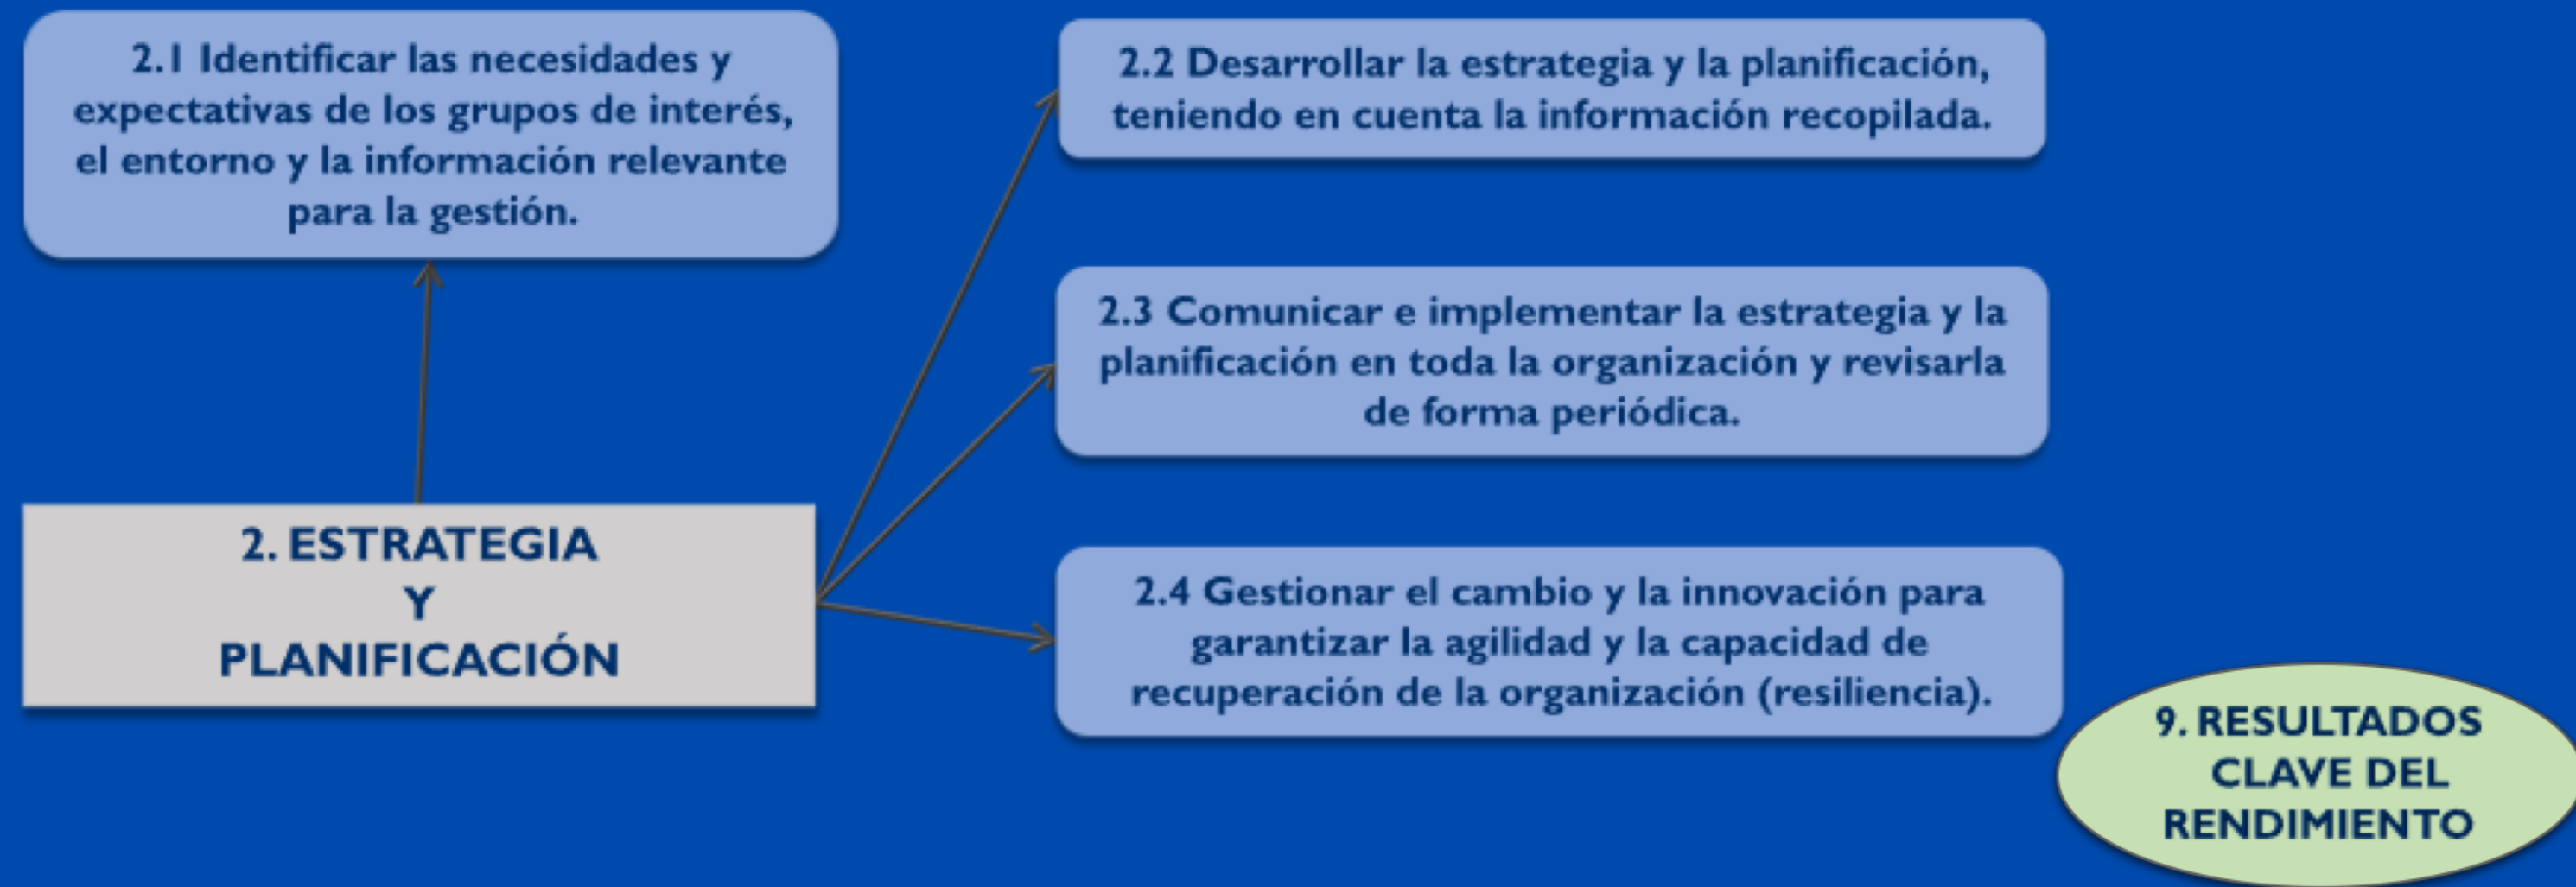 2.1 Identificar las necesidades y
expectativas de los grupos de interés,
el entorno y la información relevante
para la gestión.
2.2 Desarrollar la estrategia y la planificación,
teniendo en cuenta la información recopilada.
2.3 Comunicar e implementar la estrategia y la
planificación en toda la organización y revisarla
de forma periódica.
2. ESTRATEGIA
Y
PLANIFICACIÓN
2.4 Gestionar el cambio y la innovación para
garantizar la agilidad y la capacidad de
recuperación de la organización (resiliencia).
9. RESULTADOS
CLAVE DEL
RENDIMIENTO